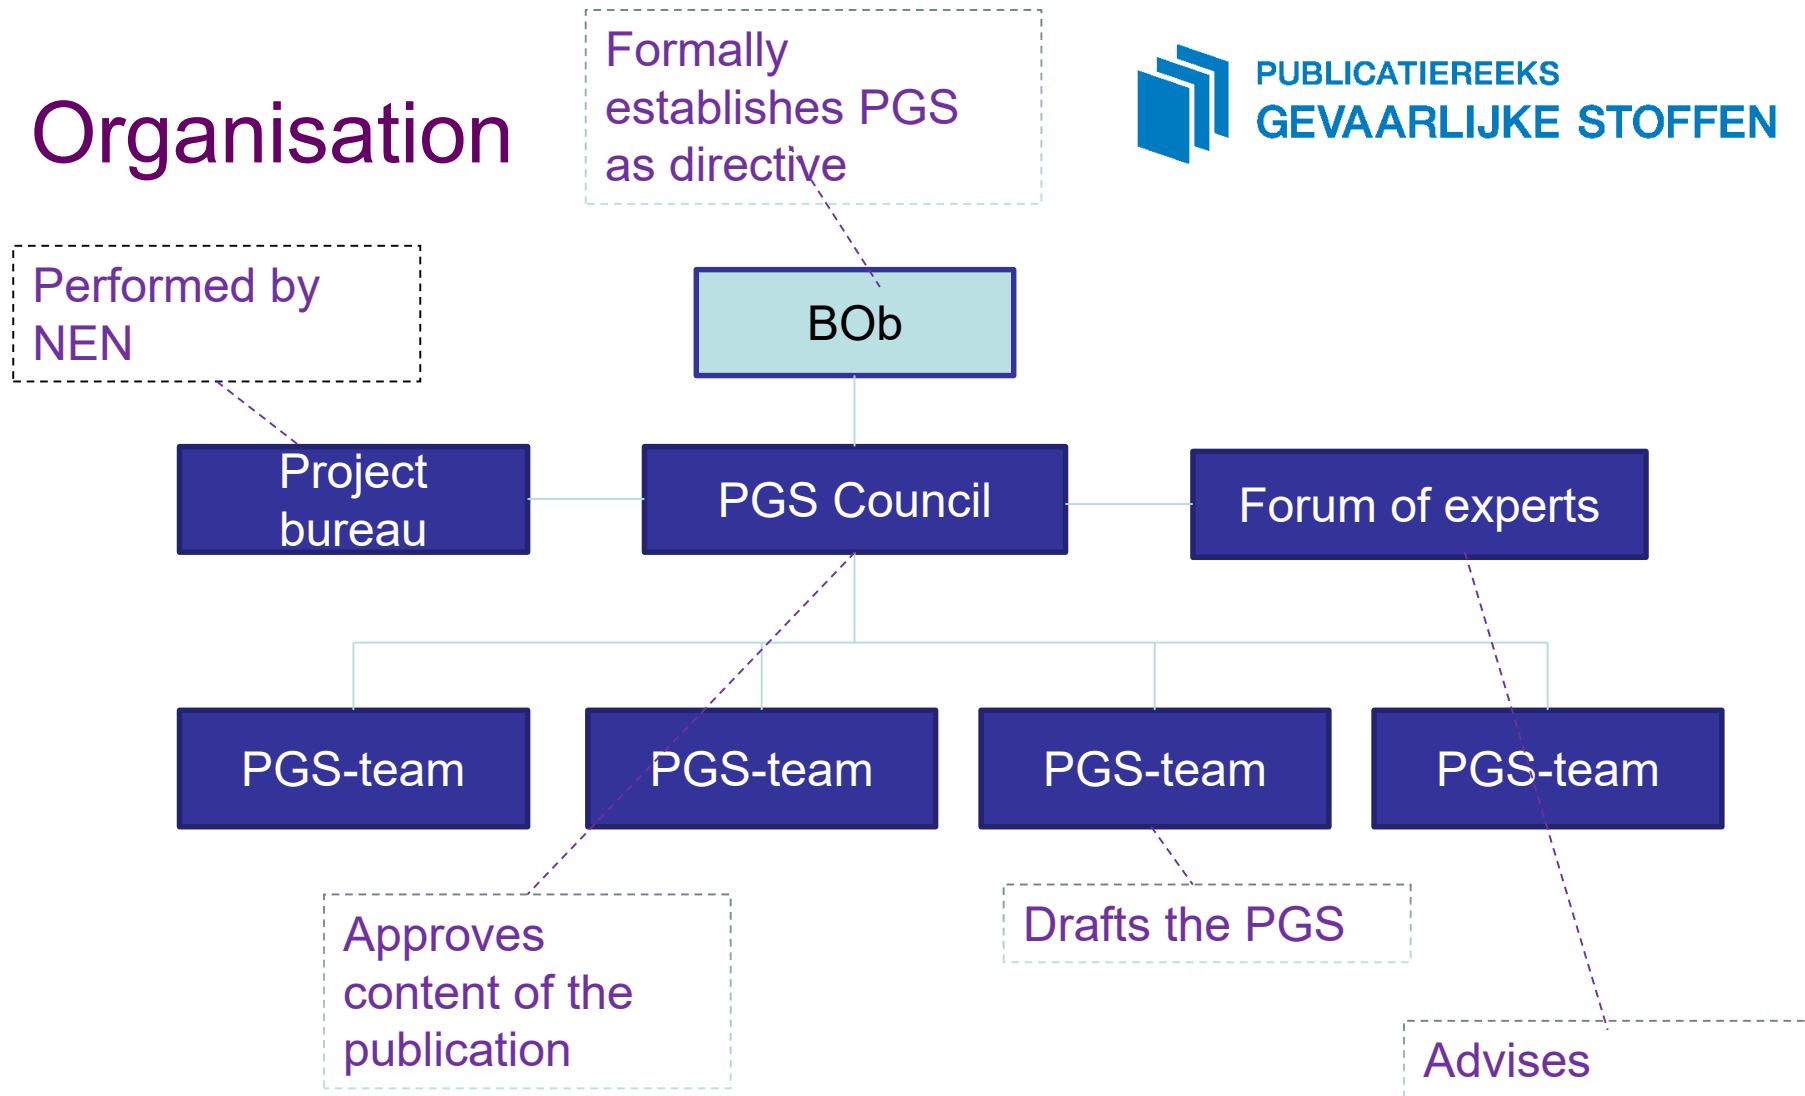 Formally
establishes PGS
as directive
PUBLICATIEREEKS
GEVAARLIJKE STOFFEN
Organisation
Performed by
NEN
BOb
Project
bureau
PGS Council
Forum of experts
PGS-team
PGS-team
PGS-team
PGS-team
Approves
content of the
publication
Drafts the PGS
Advises